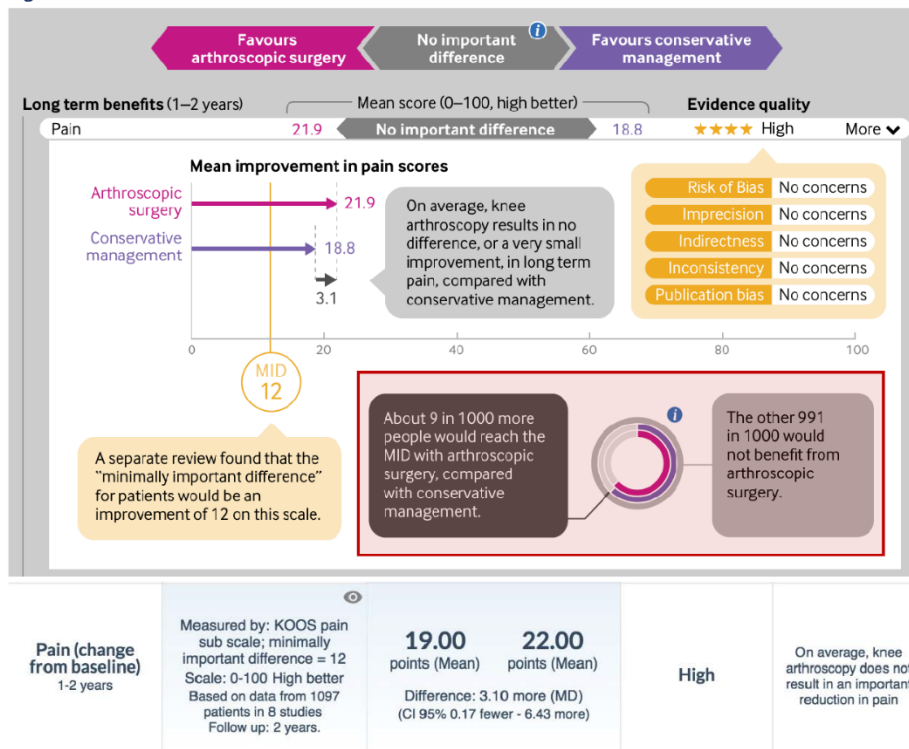 Favours
arthroscopic surgery
No important
difference
i
Favours conservative
management
Long term benefits (1–2 years)
Mean score (0–100, high better)
Evidence quality
Pain
21.9
No important difference
18.8
★★★★ High
More
Mean improvement in pain scores
Arthroscopic
surgery
21.9
Conservative
management
18.8
3.1
On average, knee
arthroscopy results in no
difference, or a very small
improvement, in long term
pain, compared with
conservative management.
Risk of Bias No concerns
Imprecision No concerns
Indirectness No concerns
Inconsistency No concerns
Publication bias No concerns
0 20 40 60 80 100
MID
12
A separate review found that the
"minimally important difference"
for patients would be an
improvement of 12 on this scale.
About 9 in 1000 more
people would reach the
MID with arthroscopic
surgery, compared
with conservative
management.
i
The other 991
in 1000 would
not benefit from
arthroscopic
surgery.
Pain (change
from baseline)
1-2 years
Measured by: KOOS pain
sub scale; minimally
important difference = 12
Scale: 0-100 High better
Based on data from 1097
patients in 8 studies
Follow up: 2 years.
19.00
points (Mean)
22.00
points (Mean)
Difference: 3.10 more (MD)
(CI 95% 0.17 fewer - 6.43 more)
High
On average, knee
arthroscopy does not
result in an important
reduction in pain